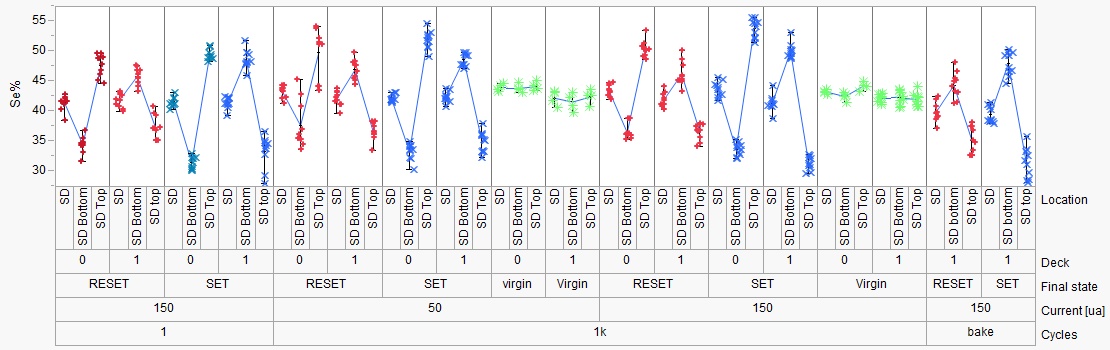 55
50
45
40
35
30
Se%
SD SD Bottom SD Top SD SD Bottom SD top SD SD Bottom SD Top SD SD Bottom SD top SD SD Bottom SD Top SD SD Bottom SD Top SD SD Bottom SD Top SD SD Bottom SD Top SD SD Bottom SD Top SD SD Bottom SD Top SD SD Bottom SD Top SD SD Bottom SD Top SD SD Bottom SD Top SD SD Bottom SD Top SD SD Bottom SD Top SD SD Bottom SD Top SD SD bottom SD top SD SD Bottom SD top Location
0 1 0 1 0 1 0 1 0 1 0 1 0 1 0 1 1 1 Deck
RESET SET RESET SET virgin Virgin RESET SET Virgin RESET SET Final state
150 50 150 150 Current [ua]
1 1k bake Cycles